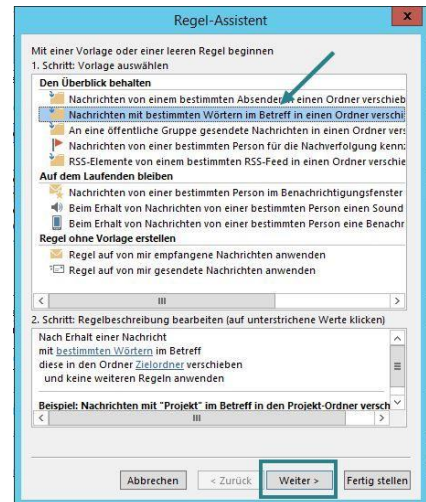 Regel-Assistent
x
Mit einer Vorlage oder einer leeren Regel beginnen
1. Schritt: Vorlage auswählen
Den Überblick behalten
Nachrichten von einem bestimmten Absender in einen Ordner verschieb
Nachrichten mit bestimmten Wörtern im Betreff in einen Ordner verschi
An eine öffentliche Gruppe gesendete Nachrichten in einen Ordner vers
Nachrichten von einer bestimmten Person für die Nachverfolgung kennz
RSS-Elemente von einem bestimmten RSS-Feed in einen Ordner verschie
Auf dem Laufenden bleiben
Nachrichten von einer bestimmten Person im Benachrichtigungsfenster
Beim Erhalt von Nachrichten von einer bestimmten Person einen Sound
Beim Erhalt von Nachrichten von einer bestimmten Person eine Benachr
Regel ohne Vorlage erstellen
Regel auf von mir empfangene Nachrichten anwenden
Regel auf von mir gesendete Nachrichten anwenden
2. Schritt: Regelbeschreibung bearbeiten (auf unterstrichene Werte klicken)
Nach Erhalt einer Nachricht
mit bestimmten Wörtern im Betreff
diese in den Ordner Zielordner verschieben
und keine weiteren Regeln anwenden
Beispiel: Nachrichten mit "Projekt" im Betreff in den Projekt-Ordner versch
Abbrechen < Zurück Weiter > Fertig stellen